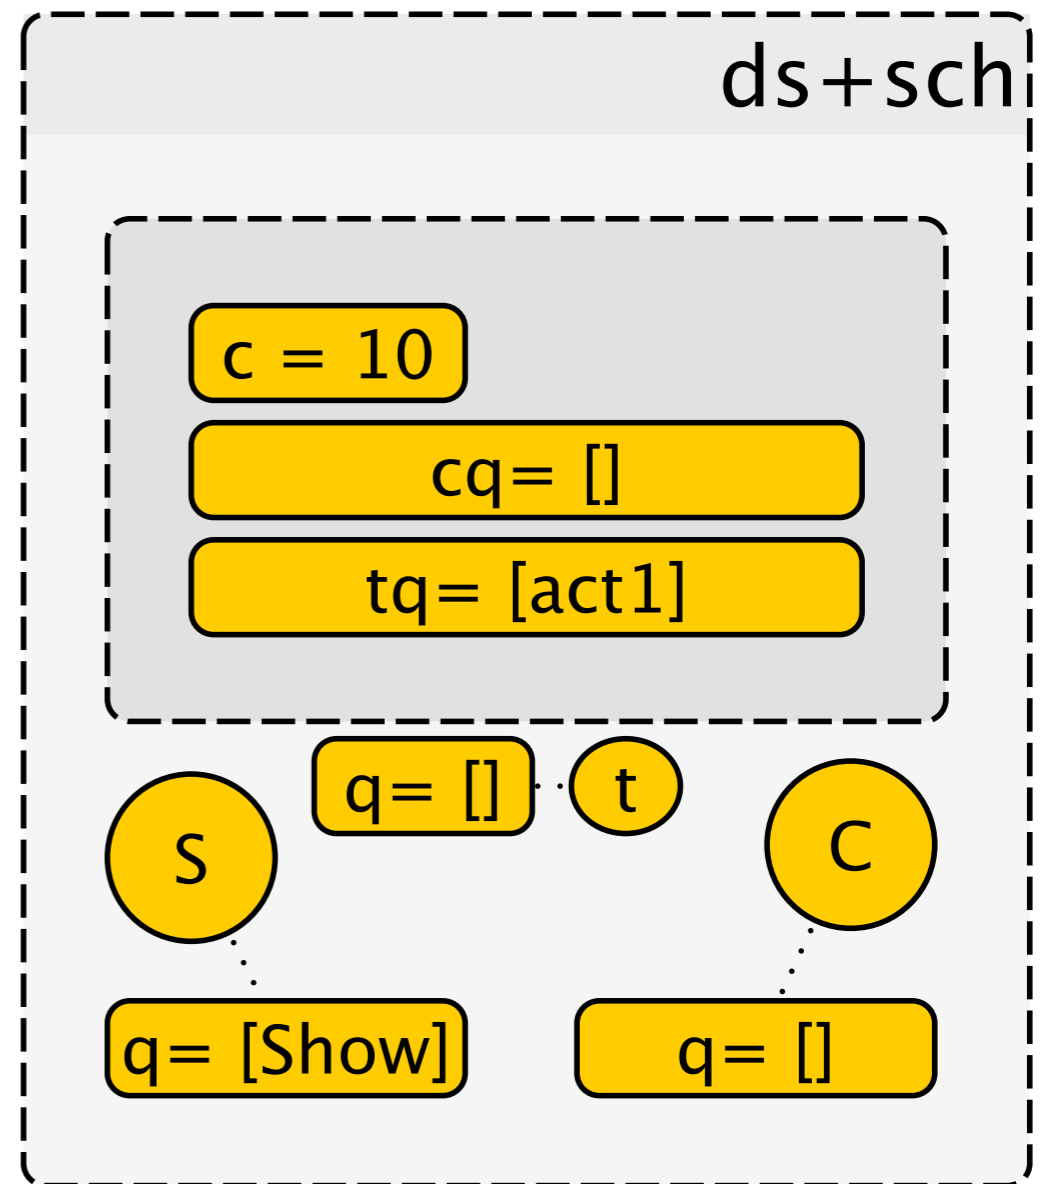 ds+sch
c = 10
cq= []
tq= [act1]
q= []
t
S
C
q= [Show]
q= []